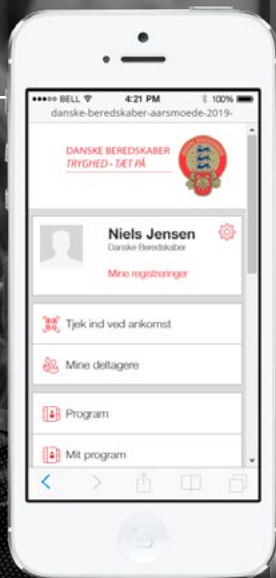 BELL 4:21 PM 100%
danske-beredskaber-aarsmoede-2019-
DANSKE BEREDSKABER
TRYGHED - TÆT PÅ
Niels Jensen
Danske Beredskaber
Mine registreringer
Tjek ind ved ankomst
Mine deltagere
Program
Mit program